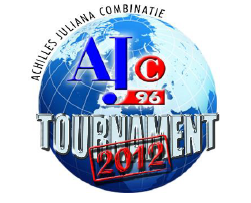 ACHILLES JULIANA COMBINATIE
AJC
96
TOURNAMENT
2012